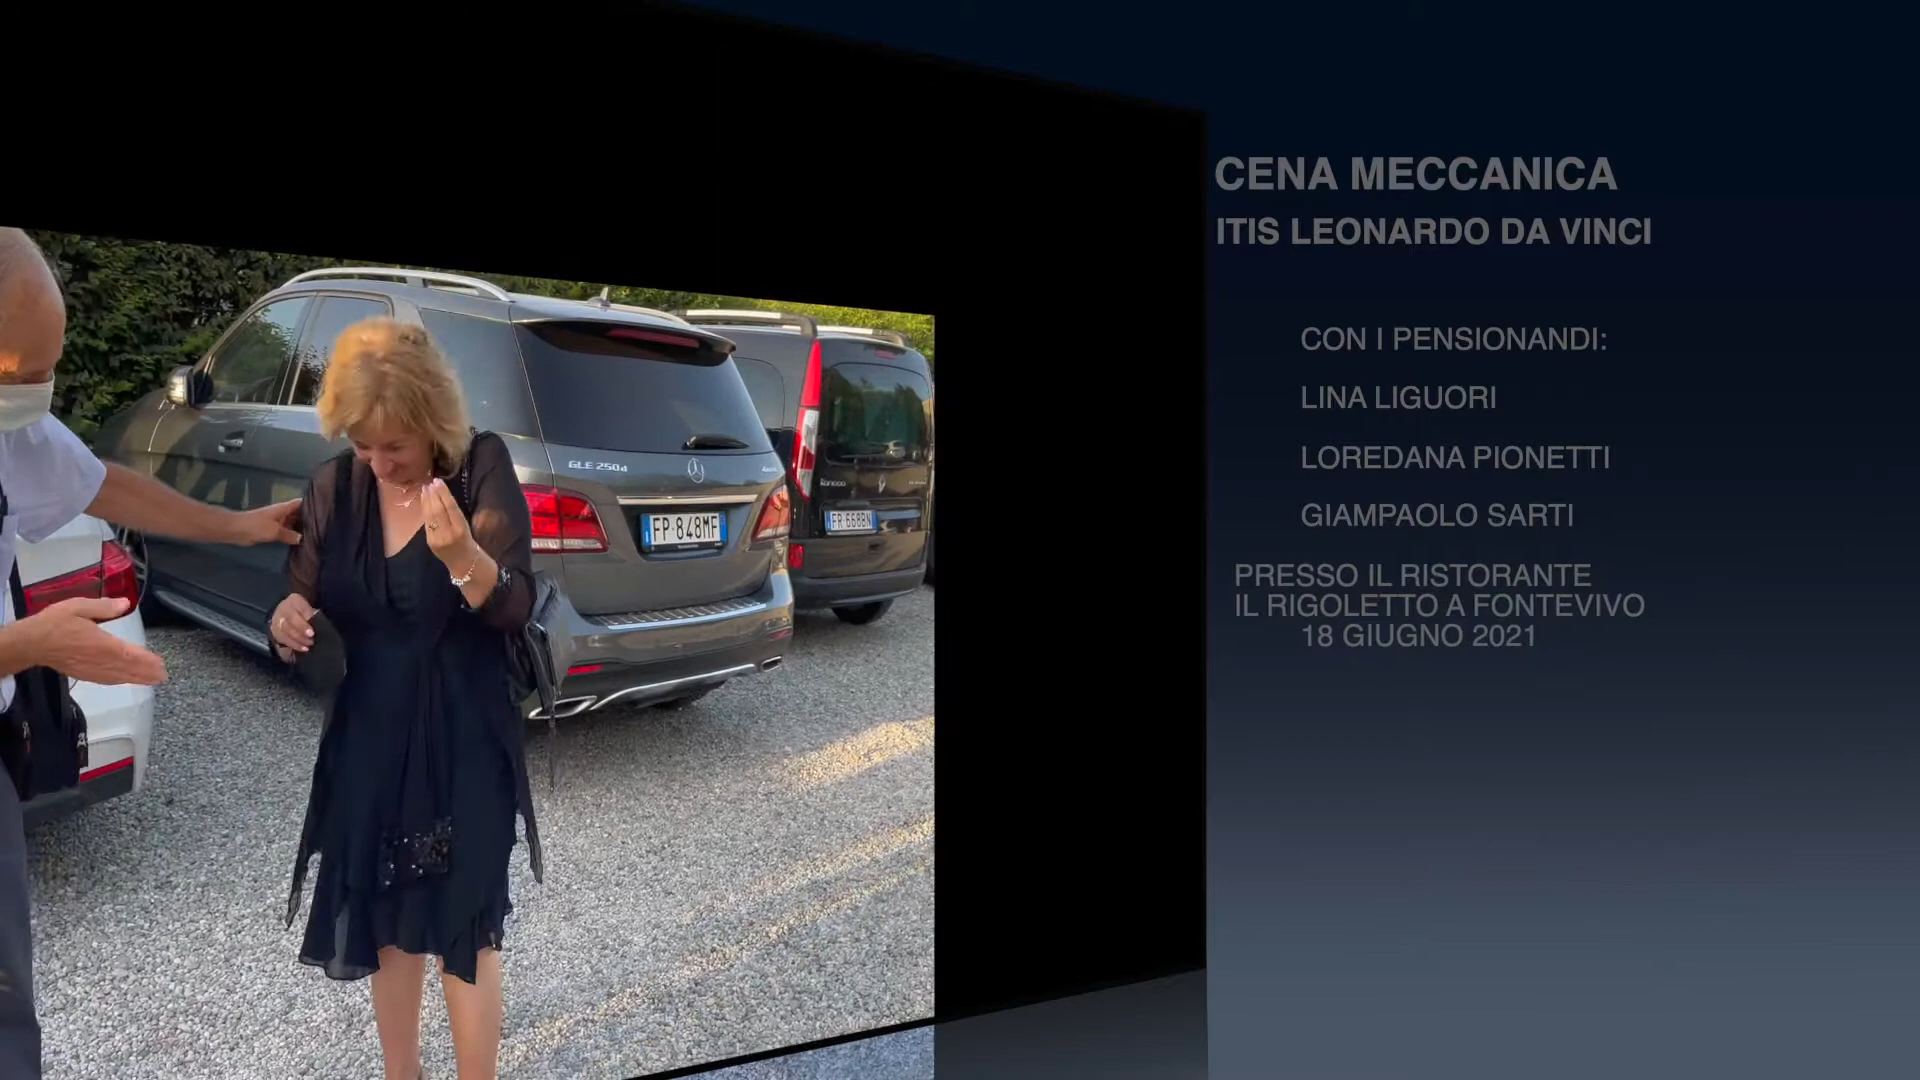 CENA MECCANICA
ITIS LEONARDO DA VINCI
CON I PENSIONANDI:
LINA LIGUORI
LOREDANA PIONETTI
GIAMPAOLO SARTI
PRESSO IL RISTORANTE
IL RIGOLETTO A FONTEVIVO
18 GIUGNO 2021
GLE 250d
FP 848MF
FR 668BN